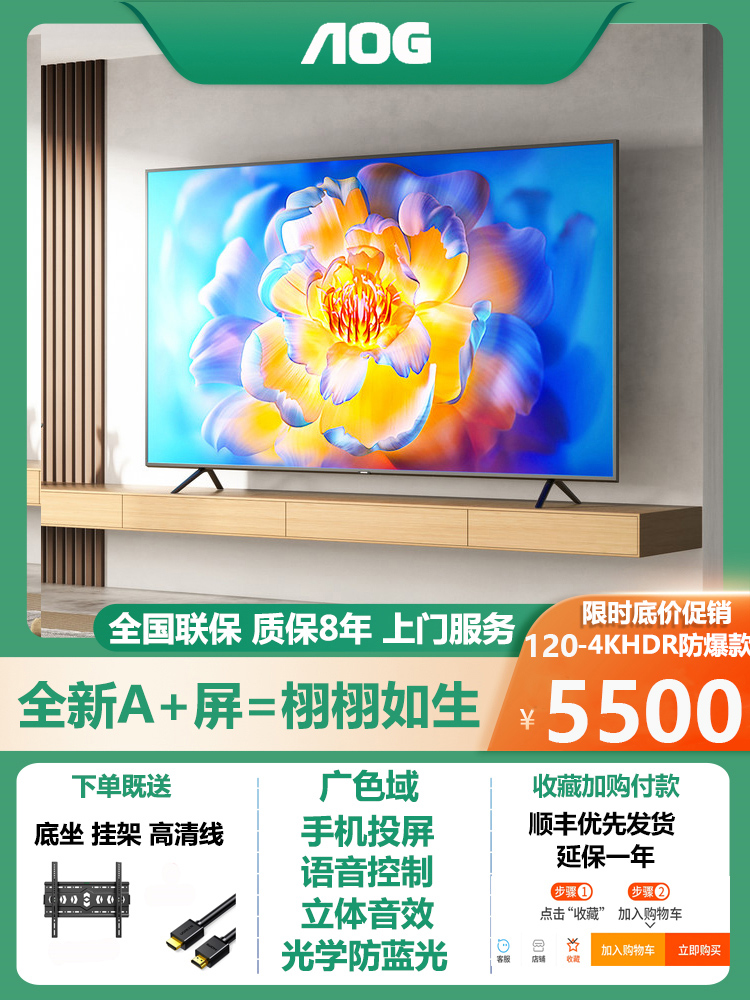 AOG
全国联保 质保8年 上门服务
限时底价促销
120-4KHDR防爆款
全新A+屏=栩栩如生
￥5500
下单既送
底坐 挂架 高清线
广色域
手机投屏
语音控制
立体音效
光学防蓝光
收藏加购付款
顺丰优先发货
延保一年
步骤1 步骤2
点击“收藏” 加入购物车
客服 店铺 收藏 加入购物车 立即购买